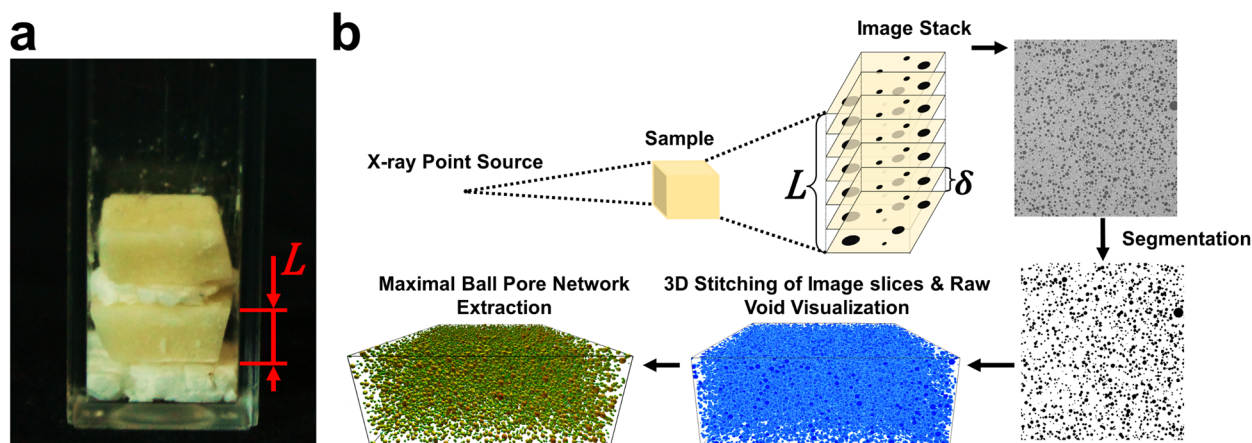 a
L
b
Image Stack
Sample
X-ray Point Source
L
δ
Segmentation
Maximal Ball Pore Network
Extraction
3D Stitching of Image slices & Raw
Void Visualization